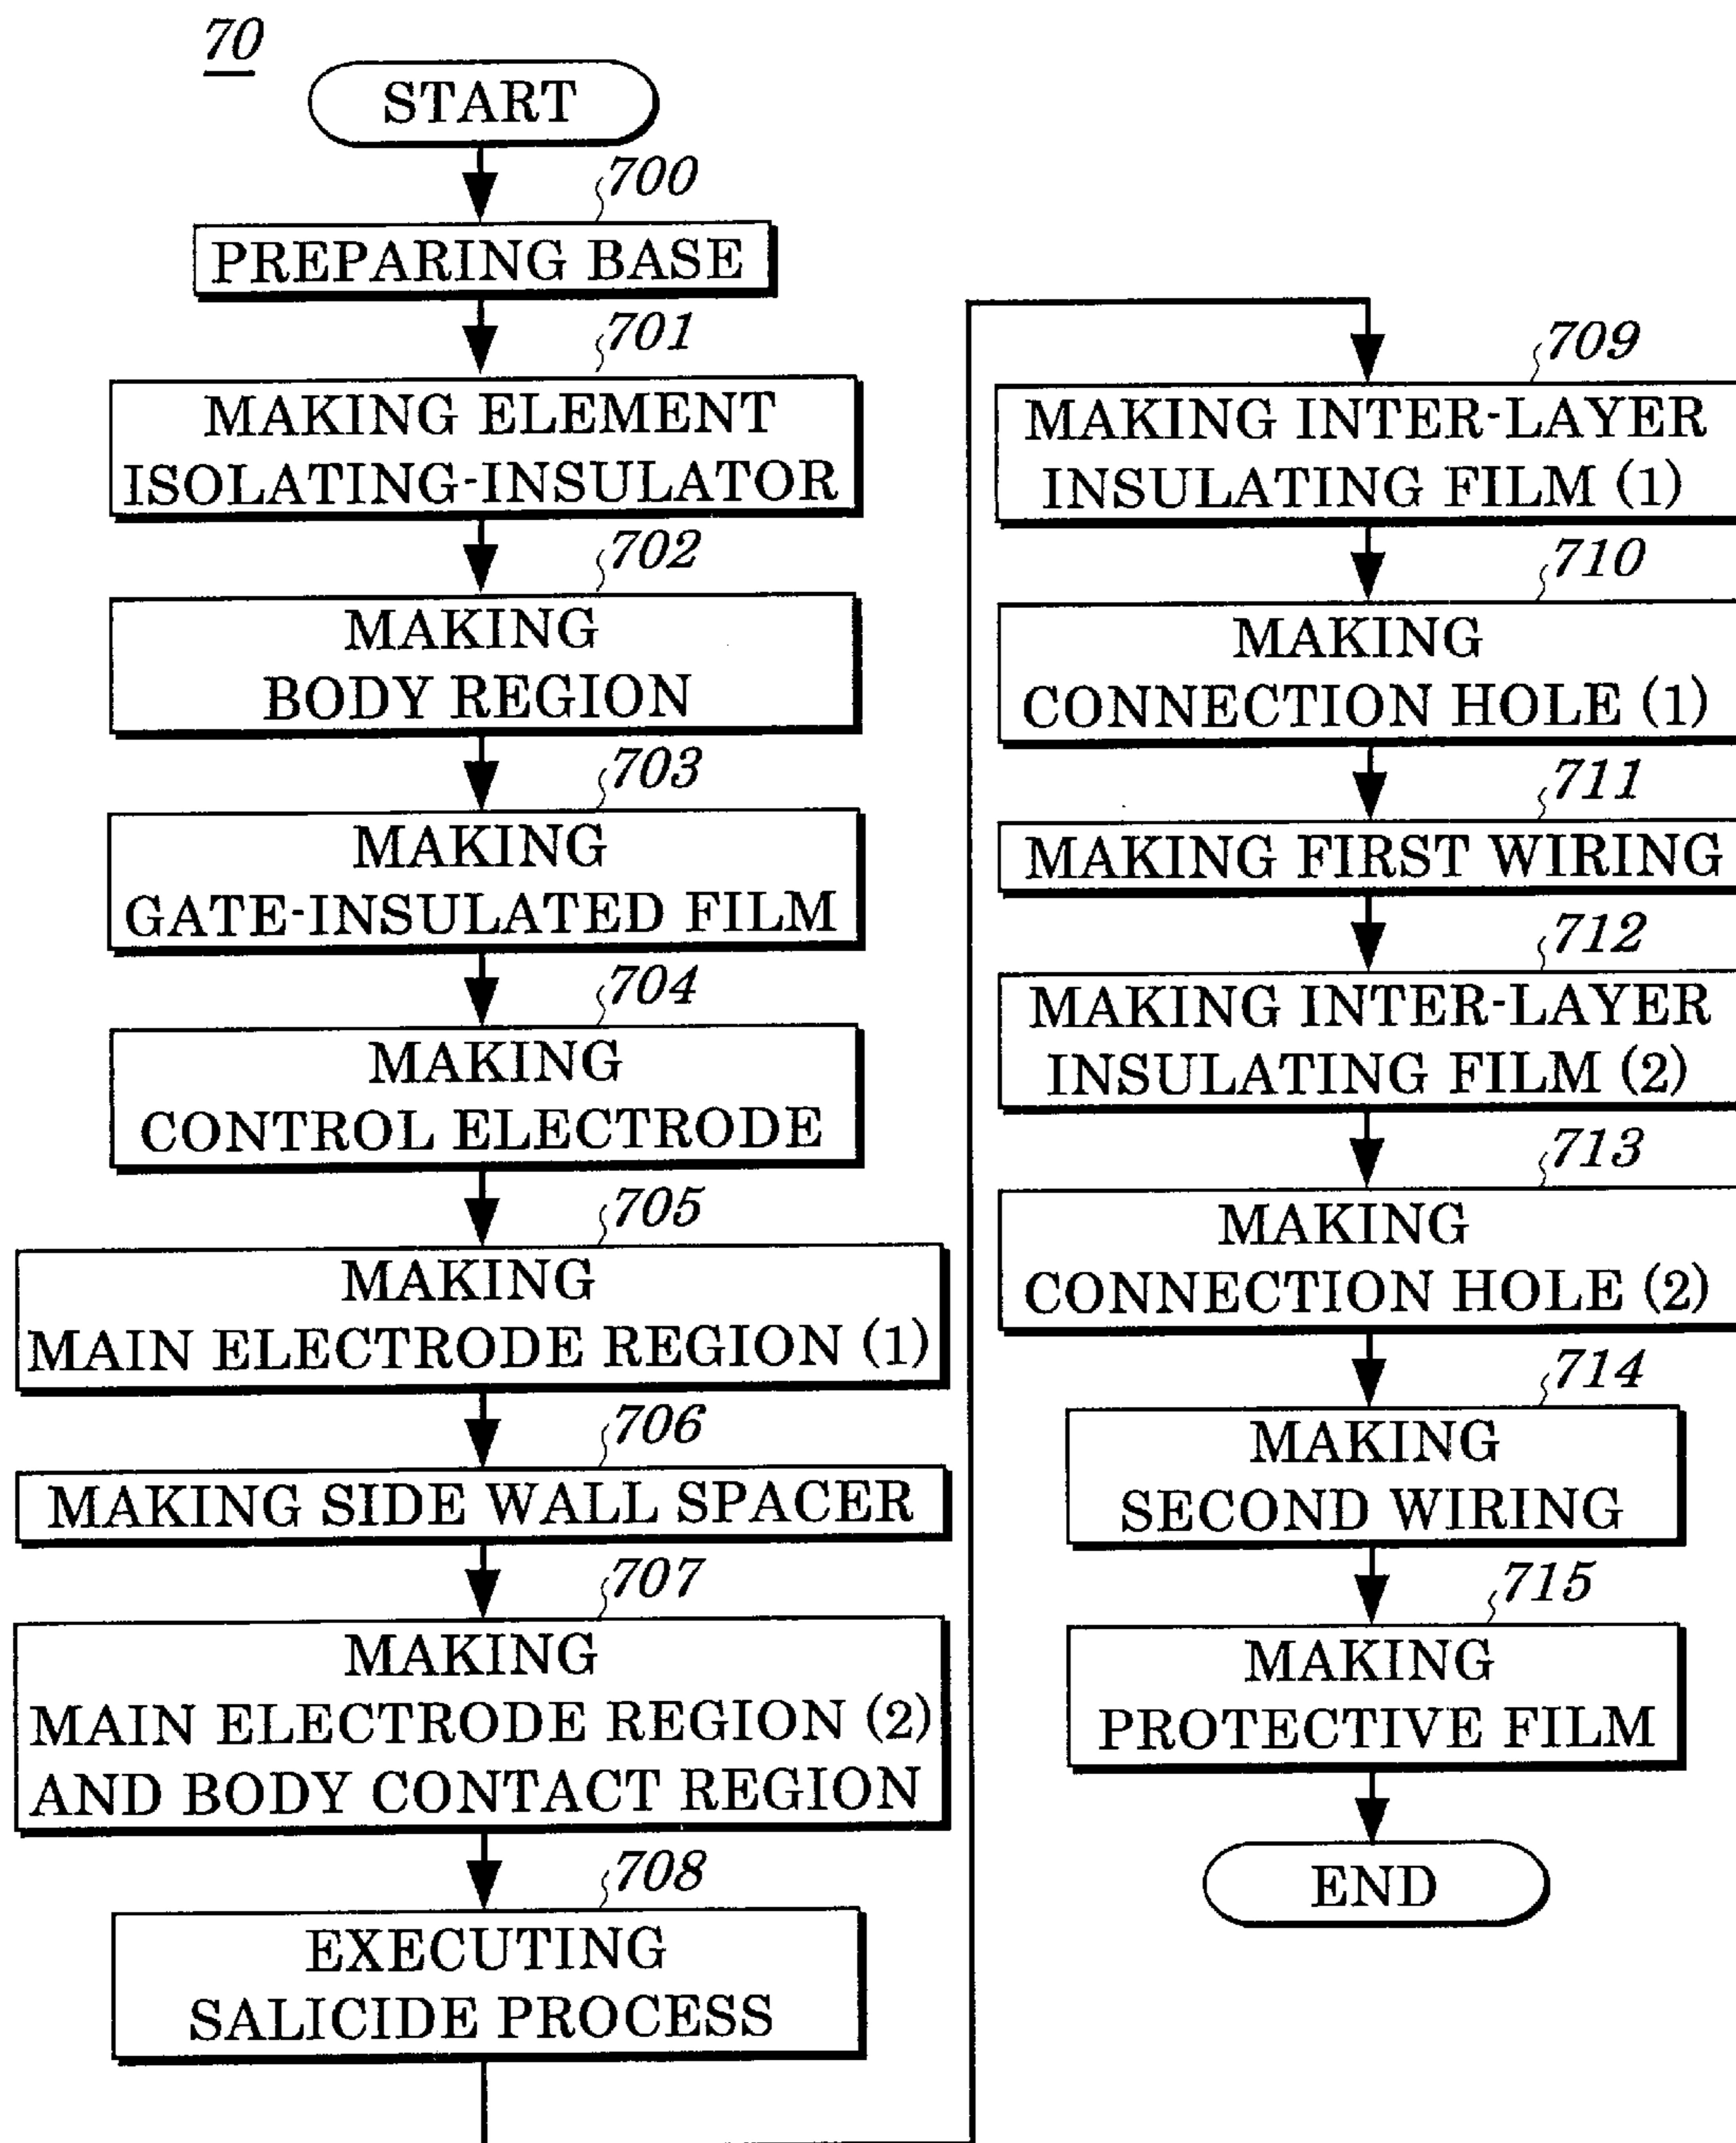 70
START
700
PREPARING BASE
701
MAKING ELEMENT
ISOLATING-INSULATOR
702
MAKING
BODY REGION
703
MAKING
GATE-INSULATED FILM
704
MAKING
CONTROL ELECTRODE
705
MAKING
MAIN ELECTRODE REGION (1)
706
MAKING SIDE WALL SPACER
707
MAKING
MAIN ELECTRODE REGION (2)
AND BODY CONTACT REGION
708
EXECUTING
SALICIDE PROCESS
709
MAKING INTER-LAYER
INSULATING FILM (1)
710
MAKING
CONNECTION HOLE (1)
711
MAKING FIRST WIRING
712
MAKING INTER-LAYER
INSULATING FILM (2)
713
MAKING
CONNECTION HOLE (2)
714
MAKING
SECOND WIRING
715
MAKING
PROTECTIVE FILM
END